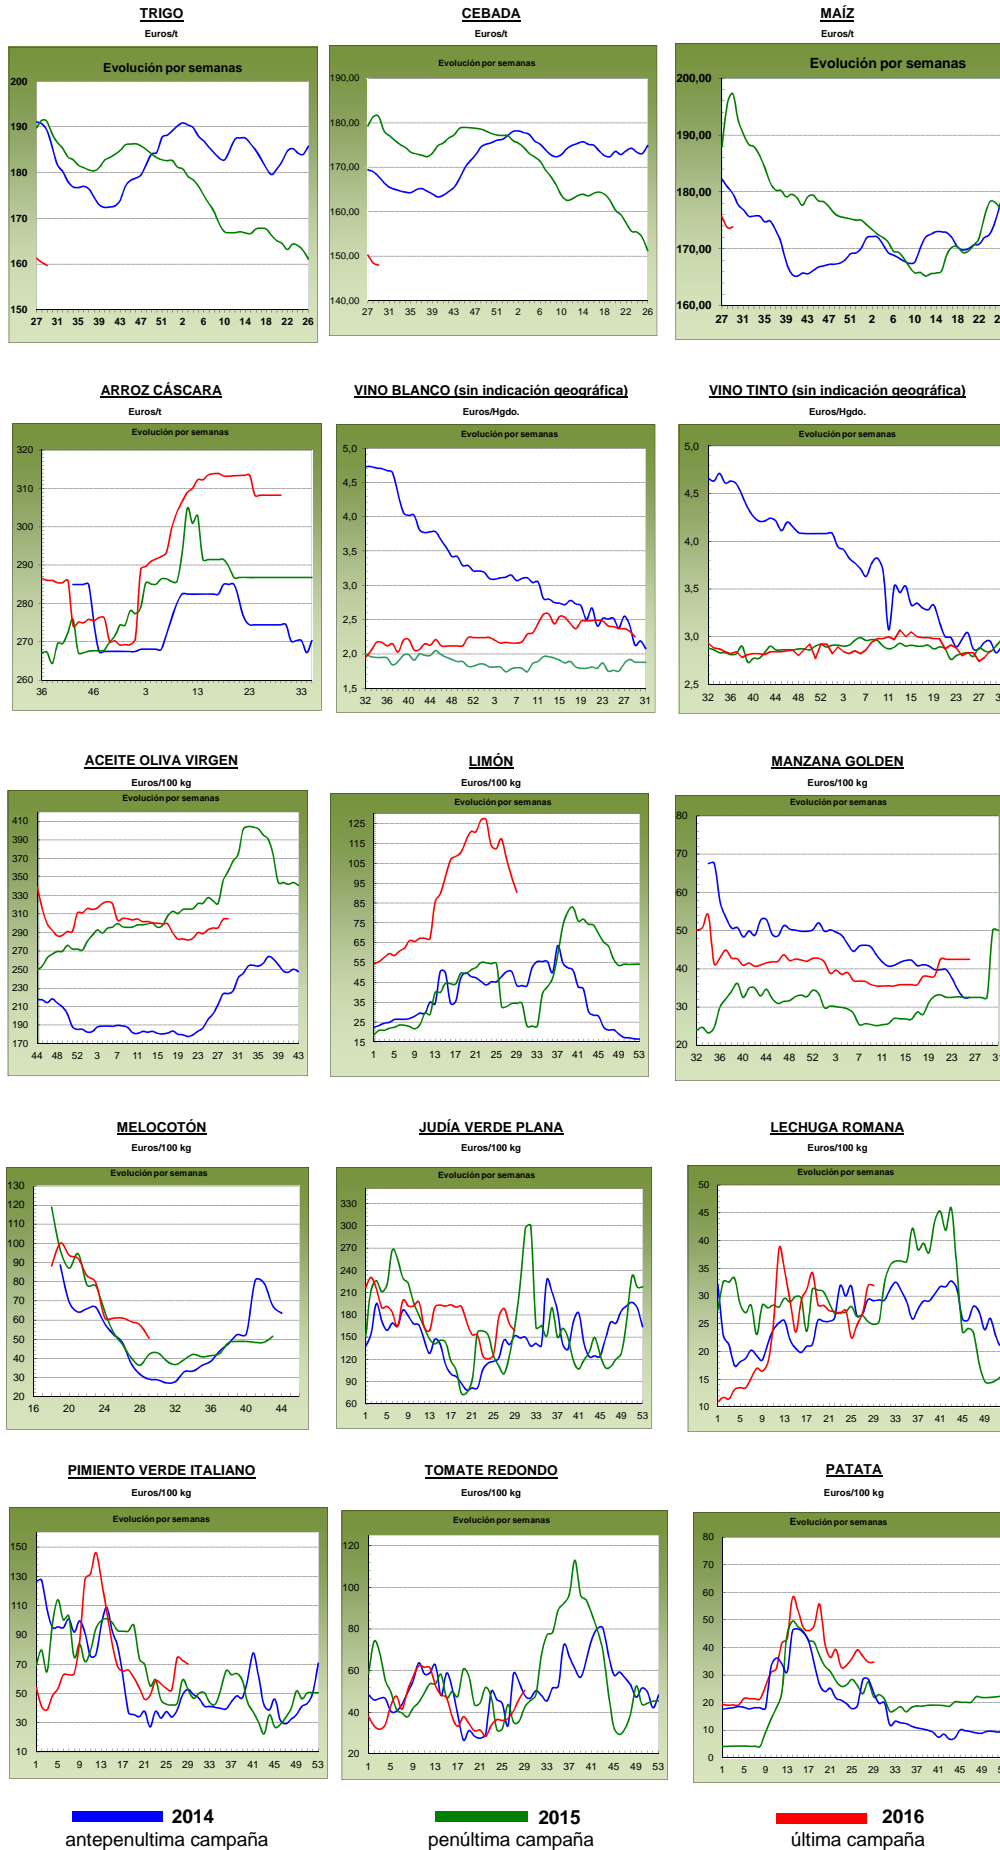 TRIGO
Euros/t
Evolución por semanas
200
190
180
170
160
150
27 31 35 39 43 47 51 2 6 10 14 18 22 26
CEBADA
Euros/t
Evolución por semanas
190,00
180,00
170,00
160,00
150,00
140,00
27 31 35 39 43 47 51 2 6 10 14 18 22 26
MAÍZ
Euros/t
Evolución por semanas
200,00
190,00
180,00
170,00
160,00
27 31 35 39 43 47 51 2 6 10 14 18 22
ARROZ CÁSCARA
Euros/t
Evolución por semanas
320
310
300
290
280
270
260
36 46 3 13 23 33
VINO BLANCO (sin indicación geográfica)
Euros/Hgdo.
Evolución por semanas
5,0
4,5
4,0
3,5
3,0
2,5
2,0
1,5
32 36 40 44 48 52 3 7 11 15 19 23 27 31
VINO TINTO (sin indicación geográfica)
Euros/Hgdo.
Evolución por semanas
5,0
4,5
4,0
3,5
3,0
2,5
32 36 40 44 48 52 3 7 11 15 19 23 27
ACEITE OLIVA VIRGEN
Euros/100 kg
Evolución por semanas
410
390
370
350
330
310
290
270
250
230
210
190
170
44 48 52 3 7 11 15 19 23 27 31 35 39 43
LIMÓN
Euros/100 kg
Evolución por semanas
125
115
105
95
85
75
65
55
45
35
25
15
1 5 9 13 17 21 25 29 33 37 41 45 49 53
MANZANA GOLDEN
Euros/100 kg
Evolución por semanas
80
70
60
50
40
30
20
32 36 40 44 48 52 3 7 11 15 19 23 27
MELOCOTÓN
Euros/100 kg
Evolución por semanas
130
120
110
100
90
80
70
60
50
40
30
20
16 20 24 28 32 36 40 44
JUDÍA VERDE PLANA
Euros/100 kg
Evolución por semanas
330
300
270
240
210
180
150
120
90
60
1 5 9 13 17 21 25 29 33 37 41 45 49 53
LECHUGA ROMANA
Euros/100 kg
Evolución por semanas
50
45
40
35
30
25
20
15
10
1 5 9 13 17 21 25 29 33 37 41 45 49
PIMIENTO VERDE ITALIANO
Euros/100 kg
Evolución por semanas
150
130
110
90
70
50
30
10
1 5 9 13 17 21 25 29 33 37 41 45 49 53
TOMATE REDONDO
Euros/100 kg
Evolución por semanas
120
100
80
60
40
20
1 5 9 13 17 21 25 29 33 37 41 45 49 53
PATATA
Euros/100 kg
Evolución por semanas
80
70
60
50
40
30
20
10
0
1 5 9 13 17 21 25 29 33 37 41 45 49
2014
antepenultima campaña
2015
penúltima campaña
2016
última campaña